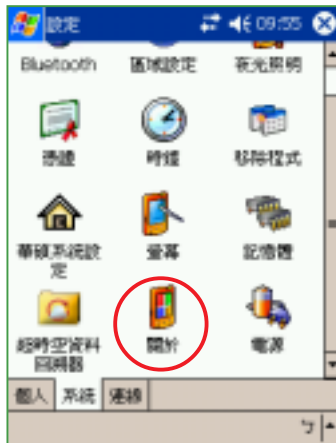 設定 09:55
Bluetooth 區域設定 夜光照明
憑證 時鐘 移除程式
華碩系統設定 螢幕 記憶體
超時空資料回溯器 關於 電源
個人 系統 連線
ㄅ